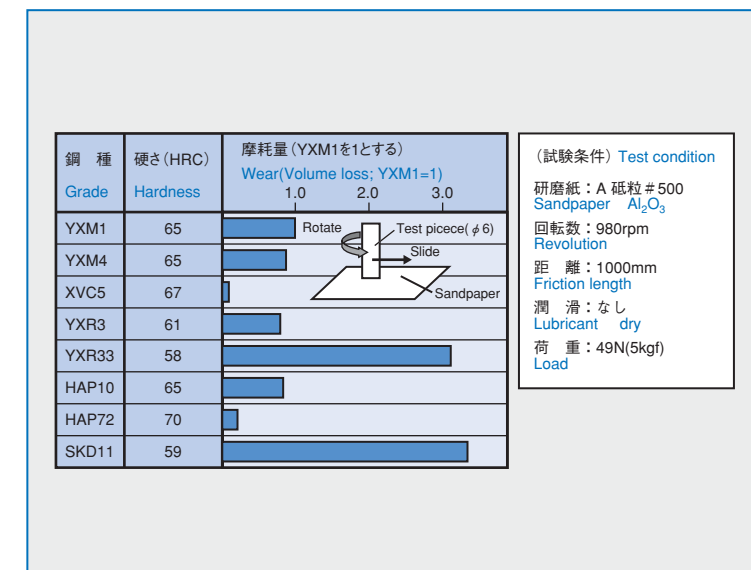 鋼 種
Grade
硬さ(HRC)
Hardness
摩耗量(YXM1を1とする)
Wear(Volume loss; YXM1=1)
1.0 2.0 3.0
YXM1 65
YXM4 65
XVC5 67
YXR3 61
YXR33 58
HAP10 65
HAP72 70
SKD11 59
Rotate
Test picece(φ6)
Slide
Sandpaper
(試験条件) Test condition
研磨紙:A 砥粒#500
Sandpaper Al₂O₃
回転数:980rpm
Revolution
距 離:1000mm
Friction length
潤 滑:なし
Lubricant dry
荷 重:49N(5kgf)
Load